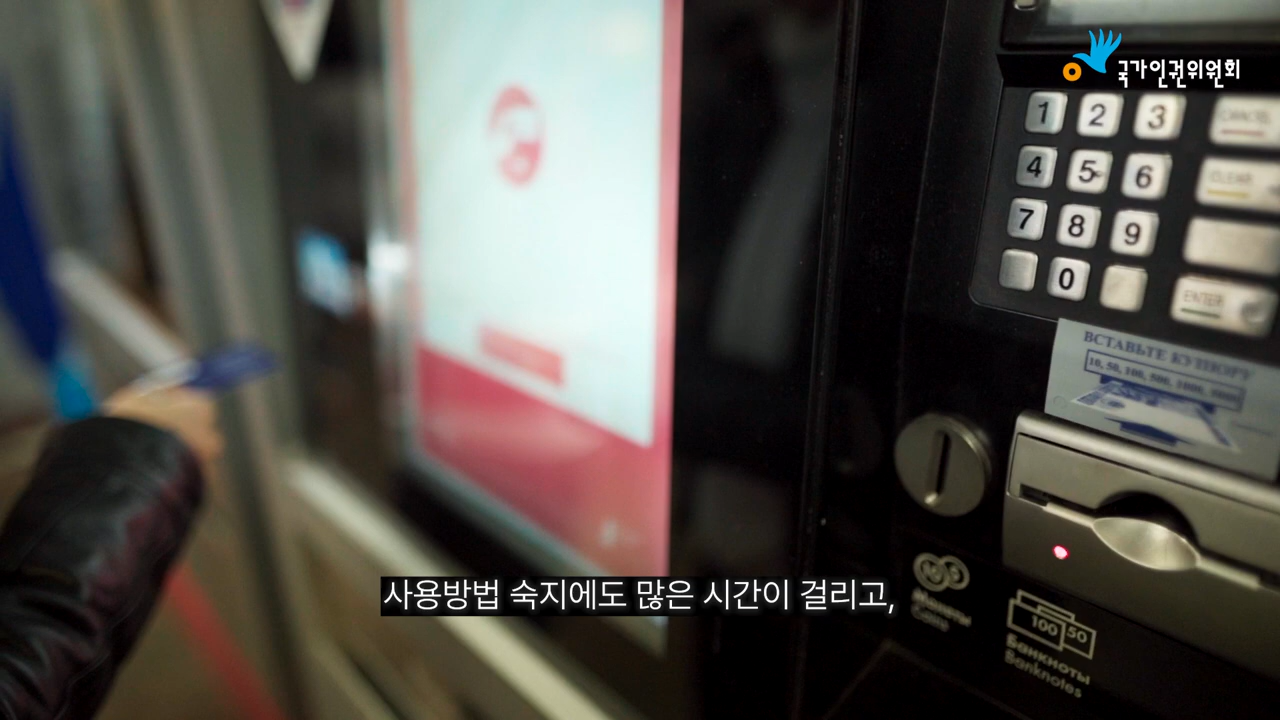 국가인권위원회
1 2 3
4 5 6 CLEAR
7 8 9
0 ENTER
ВСТАВЬТЕ КУПЮРУ
10, 50, 100, 500, 1000, 5000
Монеты
Coins
100 50
Банкноты
Banknotes
사용방법 숙지에도 많은 시간이 걸리고,